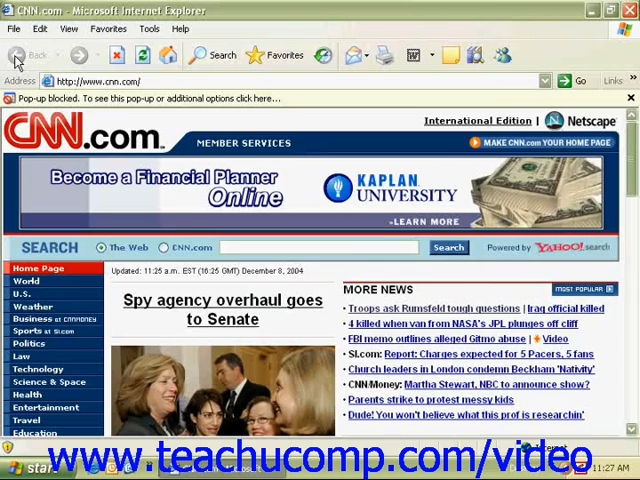 CNN.com - Microsoft Internet Explorer
File Edit View Favorites Tools Help
Back Search Favorites
Address http://www.cnn.com/ Go Links
Pop-up blocked. To see this pop-up or additional options click here...
International Edition | Netscape
CNN.com
MEMBER SERVICES
MAKE CNN.com YOUR HOME PAGE
Become a Financial Planner
Online
KAPLAN
UNIVERSITY
LEARN MORE
SEARCH The Web CNN.com Search Powered by YAHOO! search
Home Page
World
U.S.
Weather
Business at CNNMONEY
Sports at SI.com
Politics
Law
Technology
Science & Space
Health
Entertainment
Travel
Education
Updated: 11:25 a.m. EST (16:25 GMT) December 8, 2004
Spy agency overhaul goes
to Senate
MORE NEWS MOST POPULAR
• Troops ask Rumsfeld tough questions | Iraq official killed
• 4 killed when van from NASA's JPL plunges off cliff
• FBI memo outlines alleged Gitmo abuse | Video
• SI.com: Report: Charges expected for 5 Pacers, 5 fans
• Church leaders in London condemn Beckham 'Nativity'
• CNN/Money: Martha Stewart, NBC to announce show?
• Parents strike to protest messy kids
• Dude! You won't believe what this prof is researchin'
www.teachucomp.com/video
start
11:27 AM